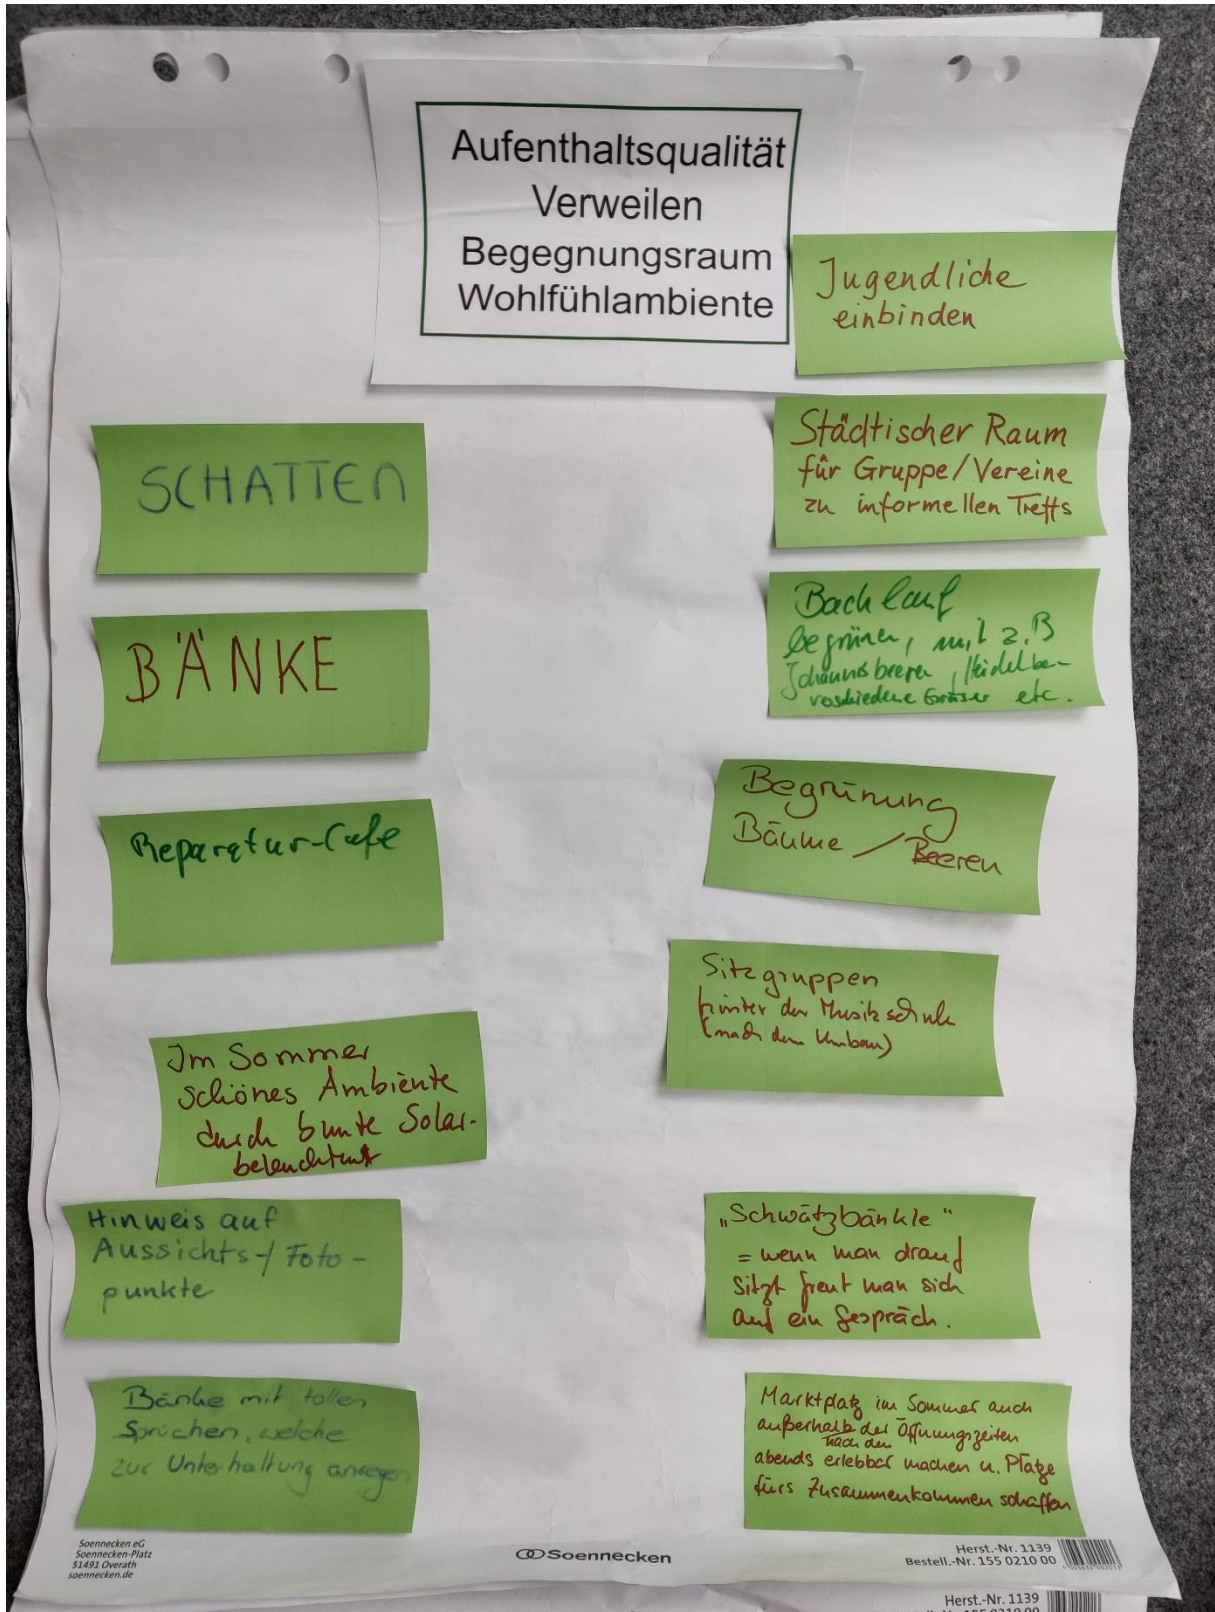 Aufenthaltsqualität
Verweilen
Begegnungsraum
Wohlfühlambiente
Jugendliche
einbinden
Städtischer Raum
für Gruppe/Vereine
zu informellen Treffs
SCHATTEN
Bachlauf
begrünen, mit z.B
Johannisbeeren, Heidelbe-
verschiedene Gräser etc.
BÄNKE
Begrünung
Bäume / Beeren
Reparatur-Cafe
Sitzgruppen
hinter der Musikschule
(nach dem Umbau)
Im Sommer
schönes Ambiente
durch bunte Solar-
beleuchtung
Hinweis auf
Aussichts-/Foto-
punkte
„Schwätzbänkle"
= wenn man drauf
sitzt freut man sich
auf ein Gespräch.
Bänke mit tollen
Sprüchen, welche
zur Unterhaltung anregen
Marktplatz im Sommer auch
außerhalb der Öffnungszeiten
nach den
abends erlebbar machen u. Plätze
fürs Zusammenkommen schaffen
Soennecken eG
Soennecken-Platz
51491 Overath
soennecken.de
Soennecken
Herst.-Nr. 1139
Bestell.-Nr. 155 0210 00
Herst.-Nr. 1139